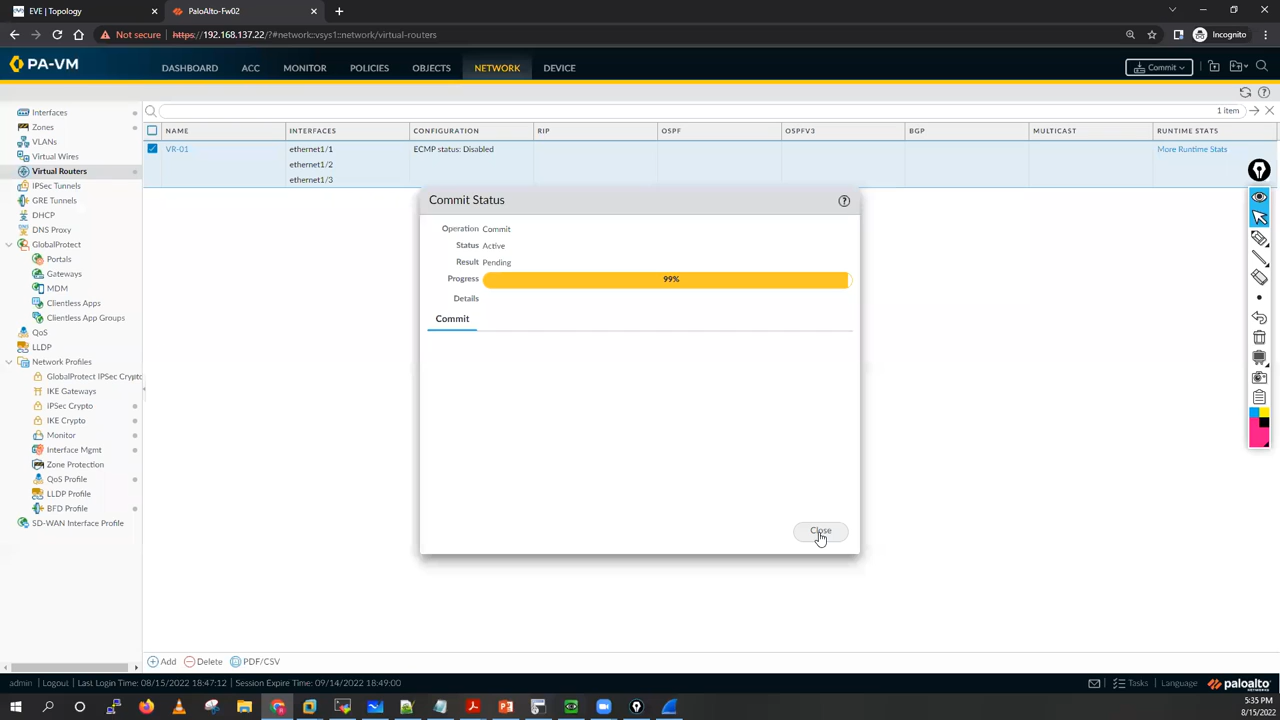 EVE | Topology
PaloAlto-Fw02
Not secure
https://192.168.137.22/?#network::vsys1::network/virtual-routers
Incognito
PA-VM
DASHBOARD
ACC
MONITOR
POLICIES
OBJECTS
NETWORK
DEVICE
Commit
Interfaces
Zones
VLANs
Virtual Wires
Virtual Routers
IPSec Tunnels
GRE Tunnels
DHCP
DNS Proxy
GlobalProtect
Portals
Gateways
MDM
Clientless Apps
Clientless App Groups
QoS
LLDP
Network Profiles
GlobalProtect IPSec Crypto
IKE Gateways
IPSec Crypto
IKE Crypto
Monitor
Interface Mgmt
Zone Protection
QoS Profile
LLDP Profile
BFD Profile
SD-WAN Interface Profile
1 item
NAME
INTERFACES
CONFIGURATION
RIP
OSPF
OSPFV3
BGP
MULTICAST
RUNTIME STATS
VR-01
ethernet1/1
ECMP status: Disabled
More Runtime Stats
ethernet1/2
ethernet1/3
Commit Status
Operation Commit
Status Active
Result Pending
Progress 99%
Details
Commit
Close
Add
Delete
PDF/CSV
admin
Logout
Last Login Time: 08/15/2022 18:47:12
Session Expire Time: 09/14/2022 18:49:00
Tasks
Language
paloalto
NETWORKS
5:35 PM
8/15/2022